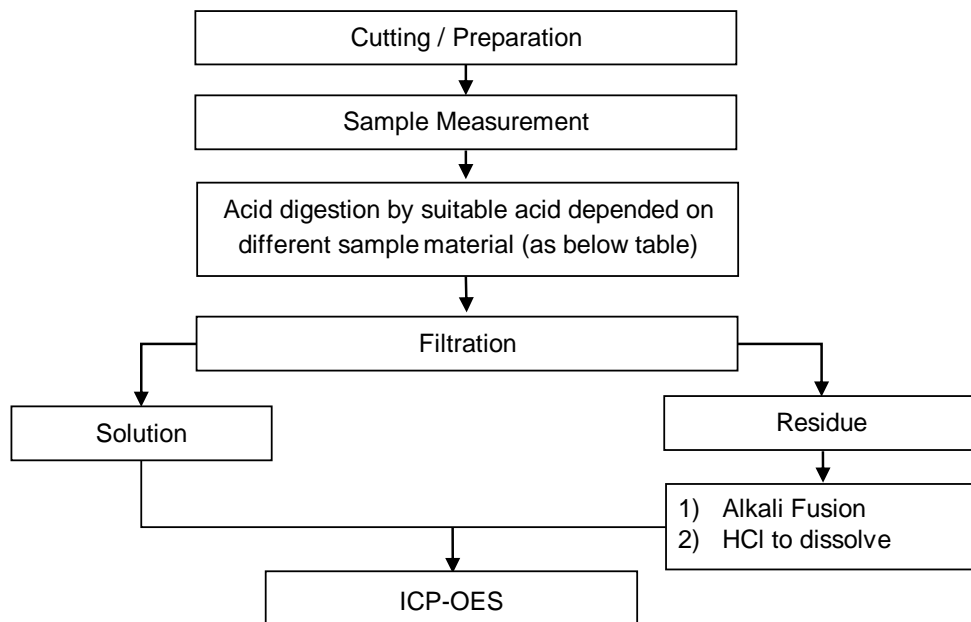 Cutting / Preparation
Sample Measurement
Acid digestion by suitable acid depended on
different sample material (as below table)
Filtration
Solution
Residue
1) Alkali Fusion
2) HCl to dissolve
ICP-OES